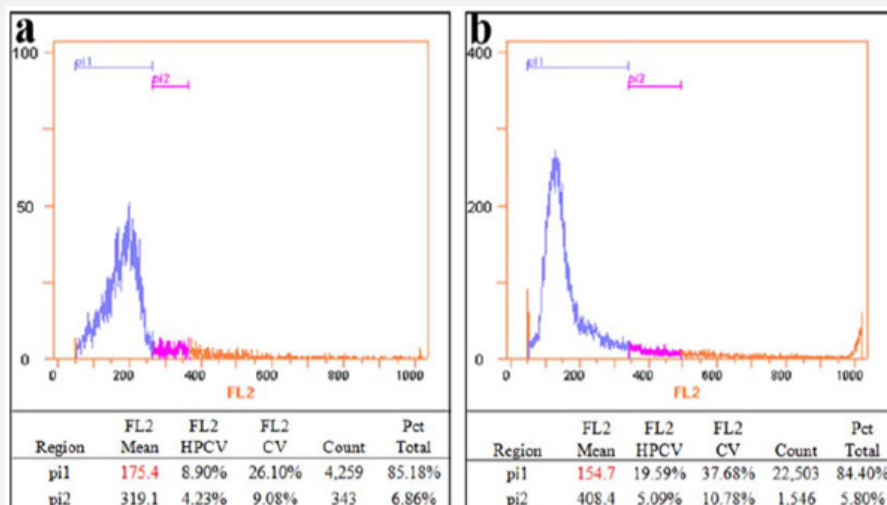 a
100
pi1
pi2
50
0
0 200 400 600 800 1000
FL2
FL2 FL2 FL2 Pct
Region Mean HPCV CV Count Total
pi1 175.4 8.90% 26.10% 4,259 85.18%
pi2 319.1 4.23% 9.08% 343 6.86%
b
400
pi1
pi2
200
0
0 200 400 600 800 1000
FL2
FL2 FL2 FL2 Pct
Region Mean HPCV CV Count Total
pi1 154.7 19.59% 37.68% 22,503 84.40%
pi2 408.4 5.09% 10.78% 1,546 5.80%